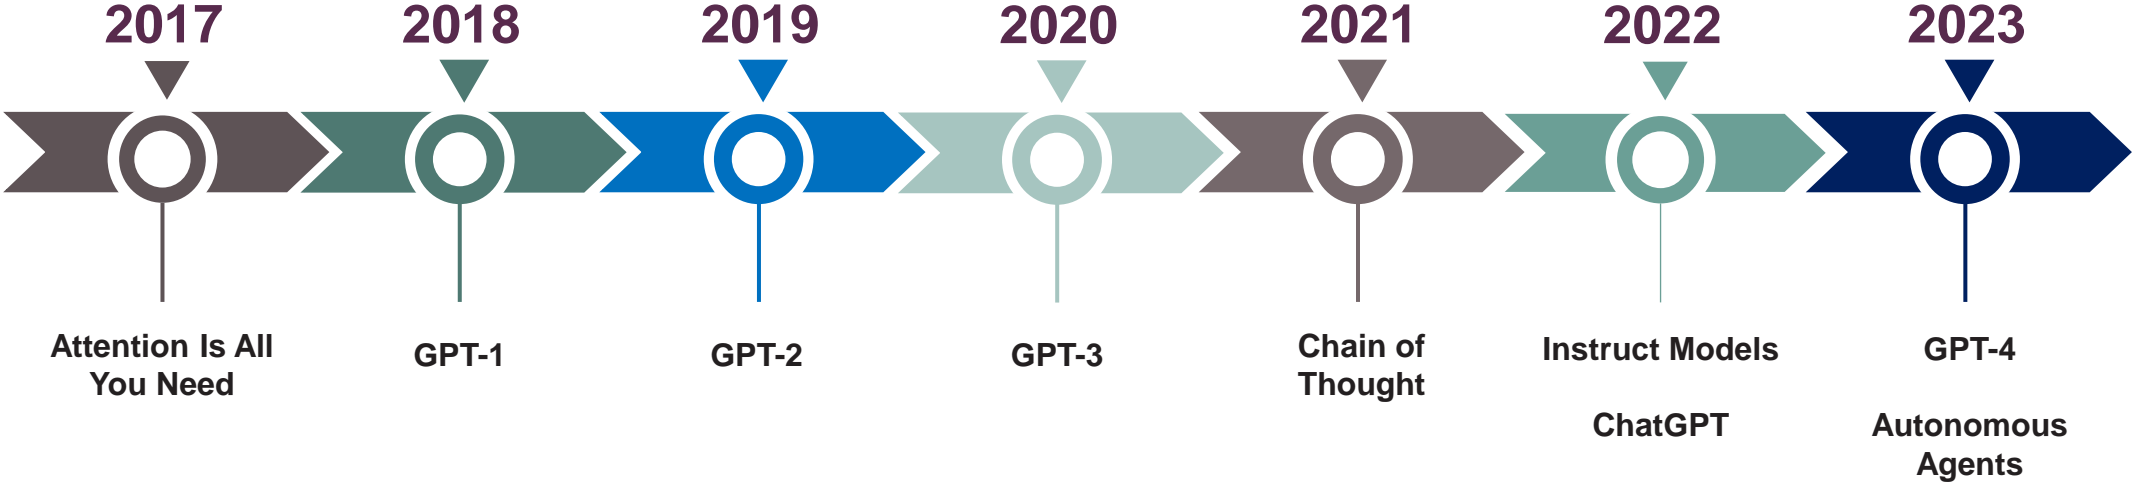 2017
2018
2019
2020
2021
2022
2023
Attention Is All
You Need
GPT-1
GPT-2
GPT-3
Chain of
Thought
Instruct Models
ChatGPT
GPT-4
Autonomous
Agents